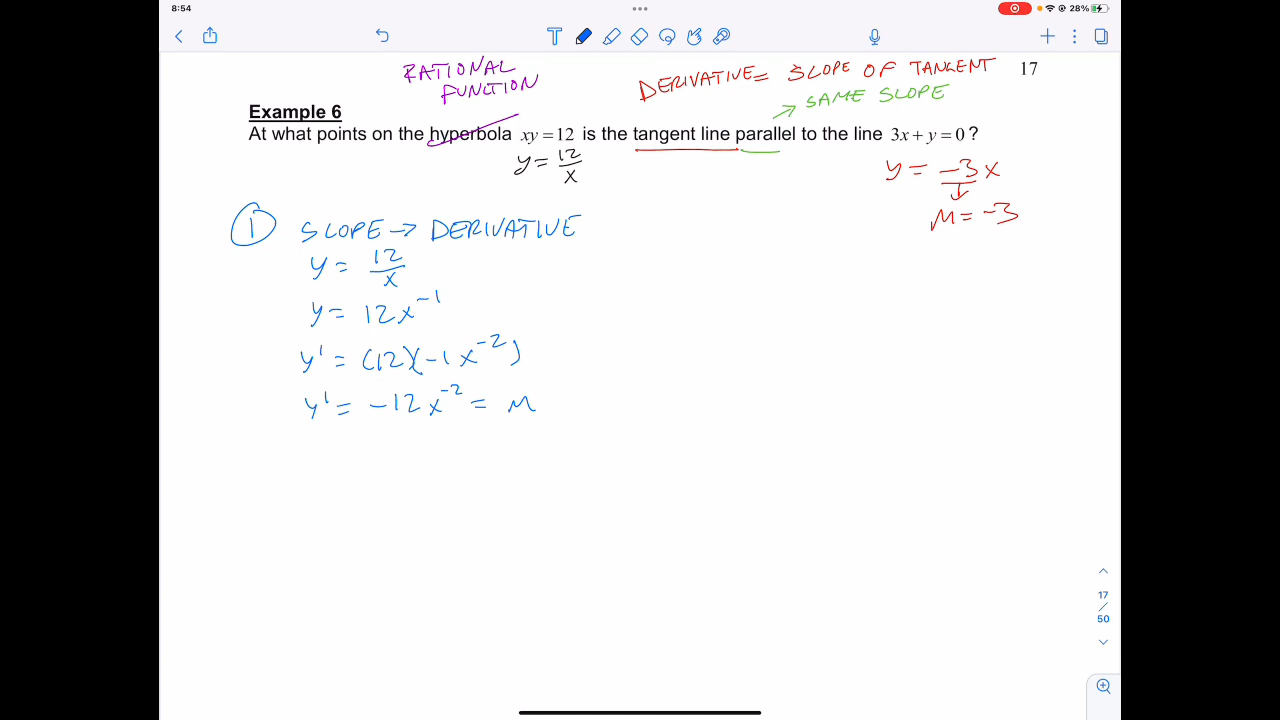 8:54
28%
RATIONAL
FUNCTION
DERIVATIVE = SLOPE OF TANGENT
17
→ SAME SLOPE
Example 6
At what points on the hyperbola xy = 12 is the tangent line parallel to the line 3x + y = 0 ?
y = 12/x
y = -3x
M = -3
① SLOPE → DERIVATIVE
y = 12/x
y = 12x⁻¹
y' = (12)(-1x⁻²)
y' = -12x⁻² = M
17
/
50